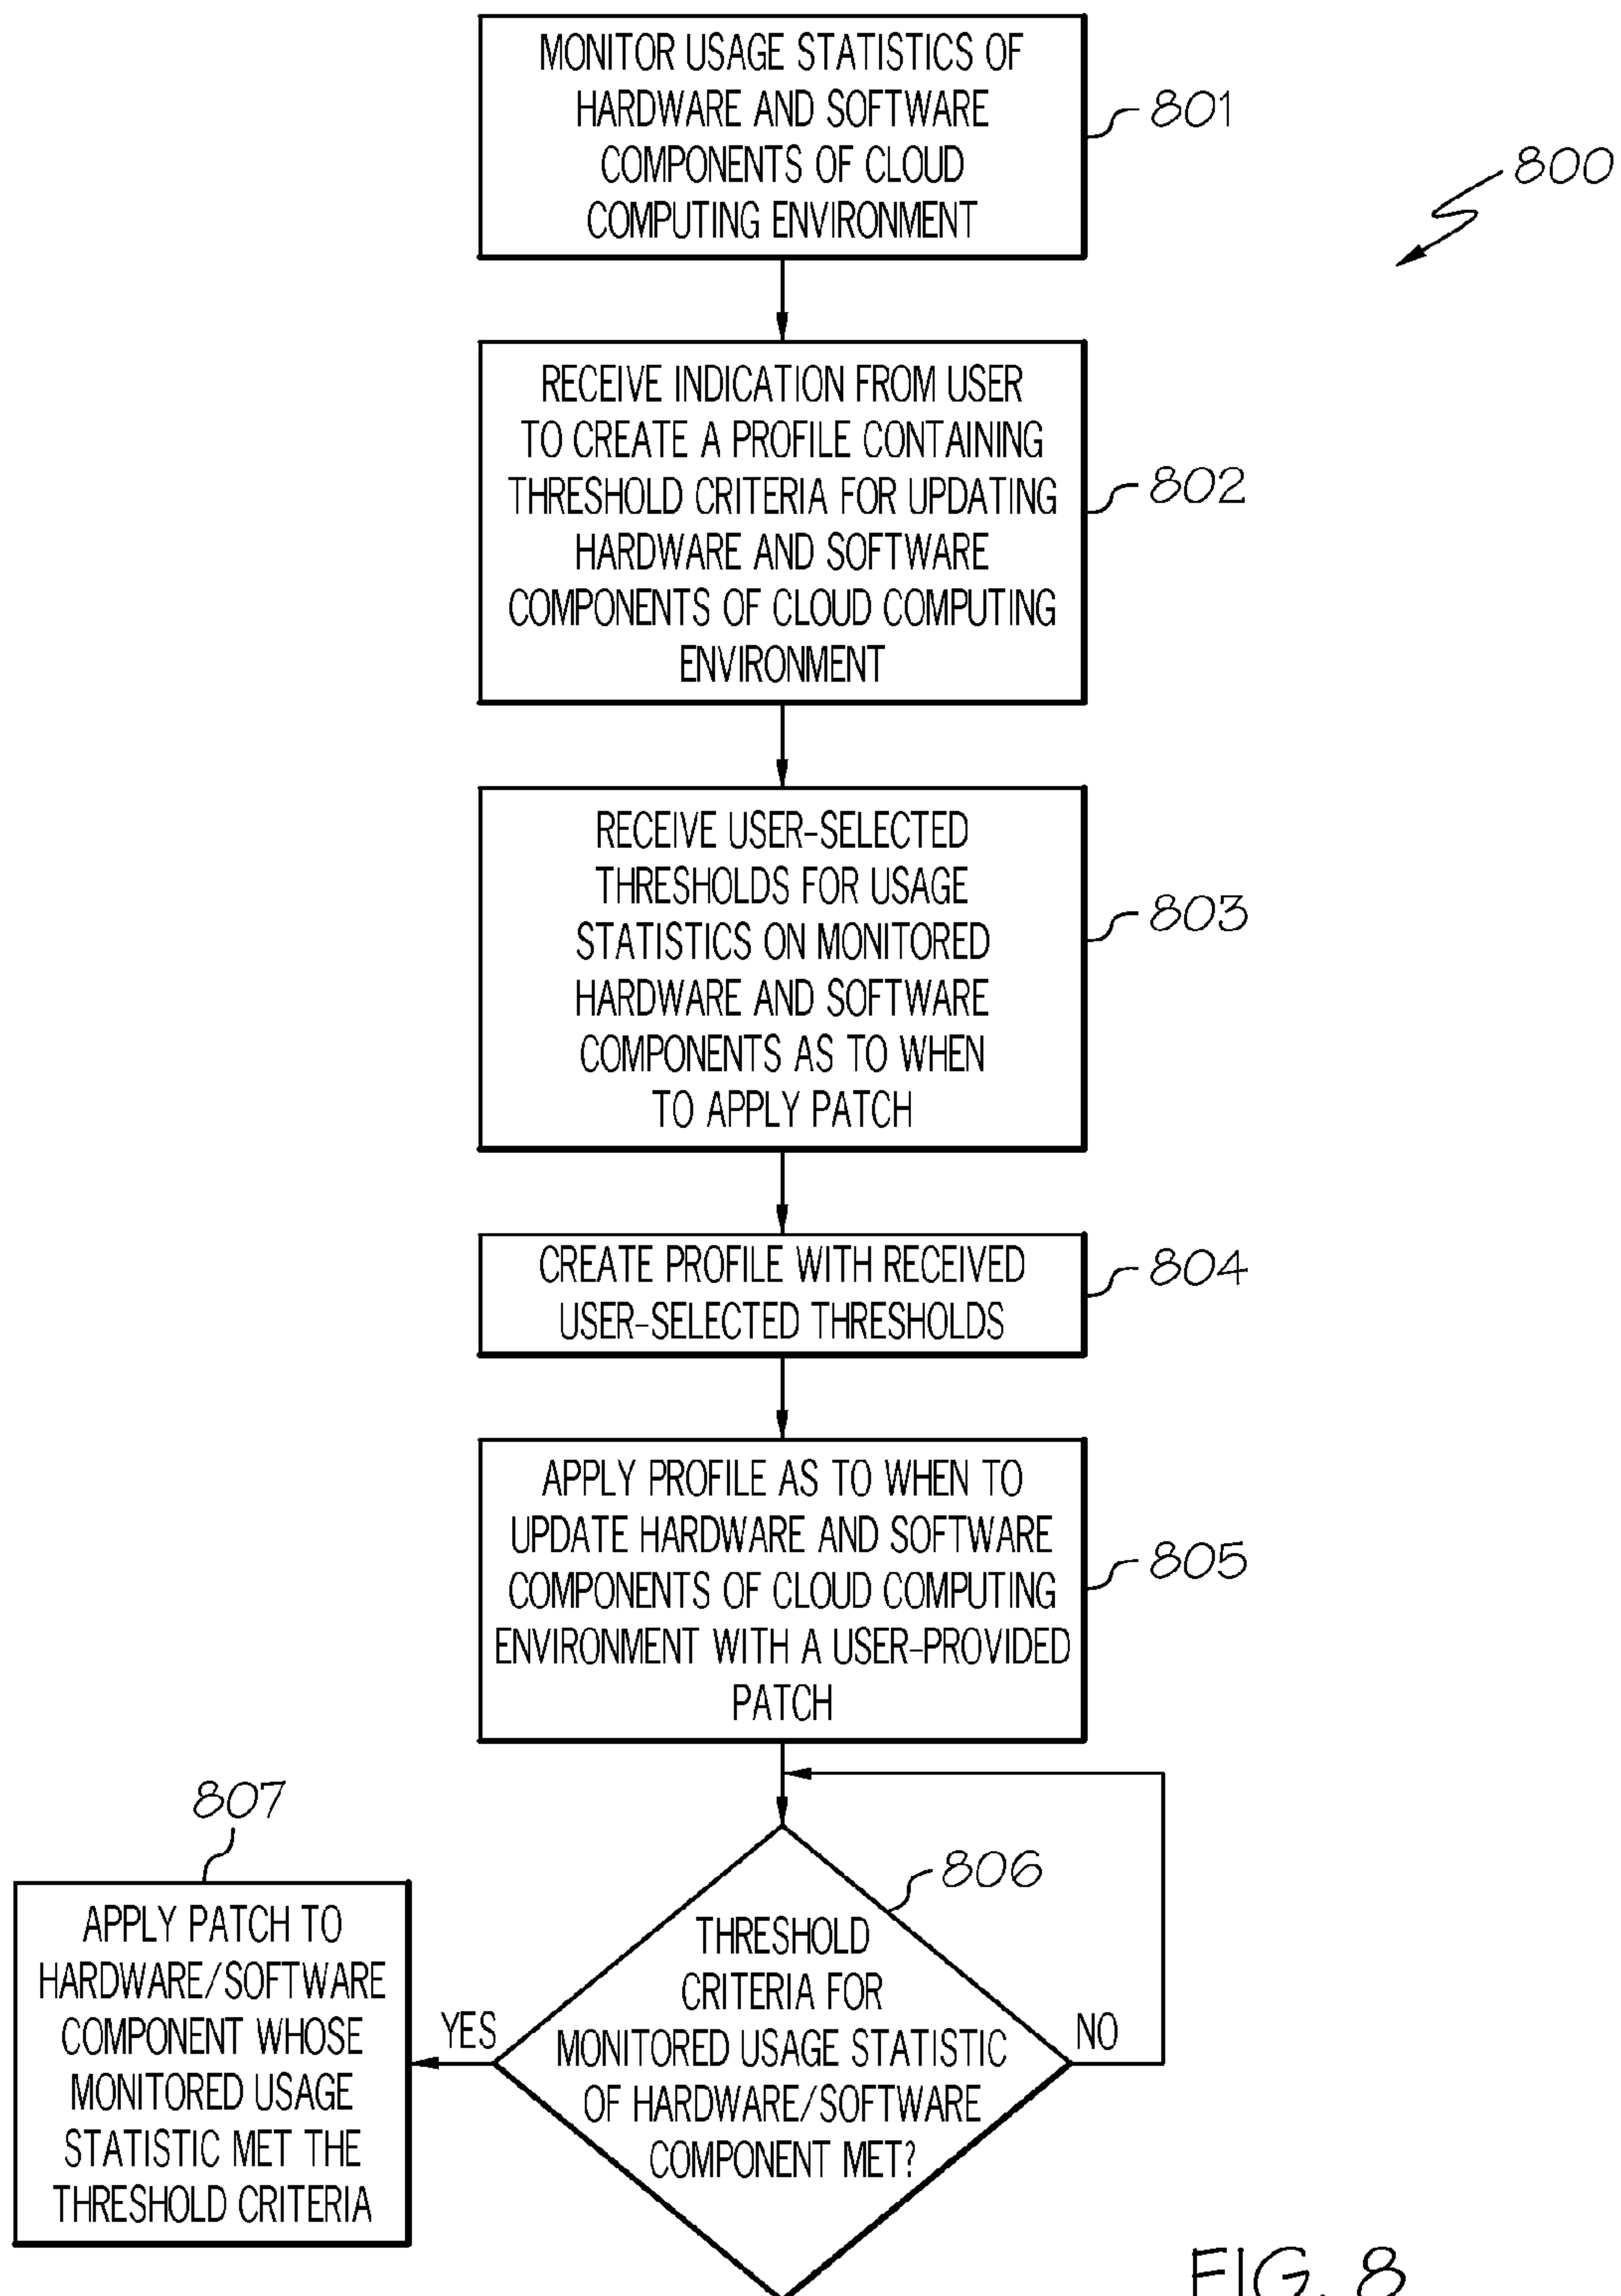 MONITOR USAGE STATISTICS OF
HARDWARE AND SOFTWARE
COMPONENTS OF CLOUD
COMPUTING ENVIRONMENT
801
800
RECEIVE INDICATION FROM USER
TO CREATE A PROFILE CONTAINING
THRESHOLD CRITERIA FOR UPDATING
HARDWARE AND SOFTWARE
COMPONENTS OF CLOUD COMPUTING
ENVIRONMENT
802
RECEIVE USER-SELECTED
THRESHOLDS FOR USAGE
STATISTICS ON MONITORED
HARDWARE AND SOFTWARE
COMPONENTS AS TO WHEN
TO APPLY PATCH
803
CREATE PROFILE WITH RECEIVED
USER-SELECTED THRESHOLDS
804
APPLY PROFILE AS TO WHEN TO
UPDATE HARDWARE AND SOFTWARE
COMPONENTS OF CLOUD COMPUTING
ENVIRONMENT WITH A USER-PROVIDED
PATCH
805
806
THRESHOLD
CRITERIA FOR
MONITORED USAGE STATISTIC
OF HARDWARE/SOFTWARE
COMPONENT MET?
NO
YES
807
APPLY PATCH TO
HARDWARE/SOFTWARE
COMPONENT WHOSE
MONITORED USAGE
STATISTIC MET THE
THRESHOLD CRITERIA
FIG. 8